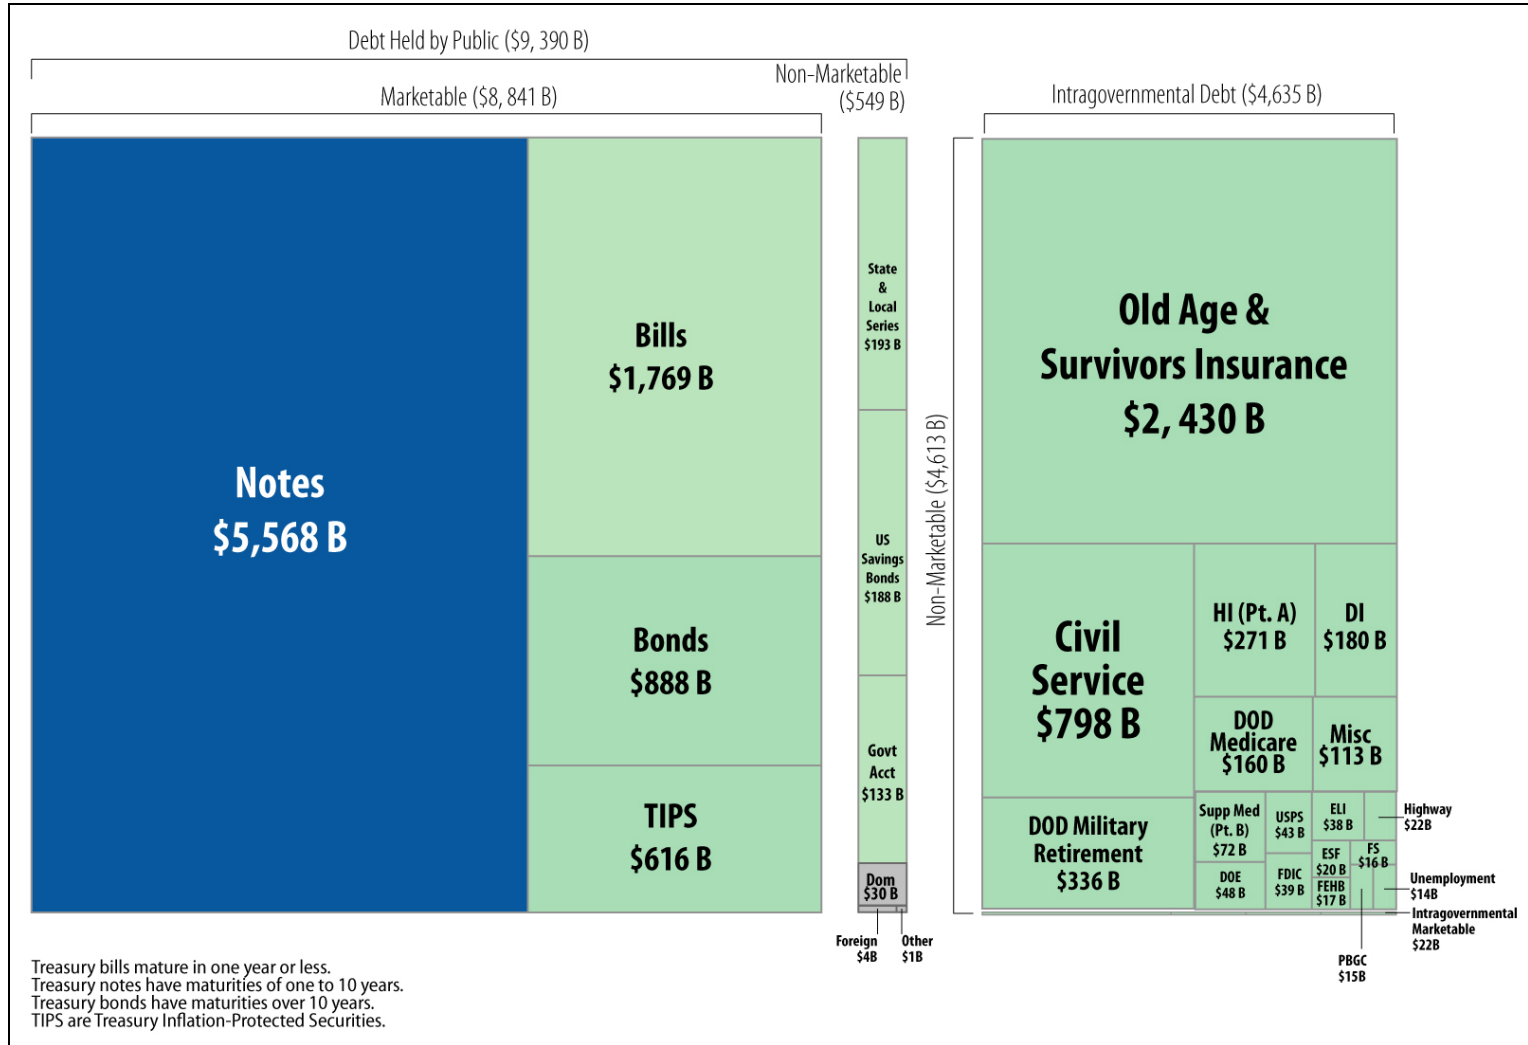 Debt Held by Public ($9, 390 B)
Non-Marketable
($549 B)
Marketable ($8, 841 B)
Intragovernmental Debt ($4,635 B)
Notes
$5,568 B
Bills
$1,769 B
Bonds
$888 B
TIPS
$616 B
State
&
Local
Series
$193 B
US
Savings
Bonds
$188 B
Govt
Acct
$133 B
Dom
$30 B
Foreign
$4B
Other
$1B
Non-Marketable ($4,613 B)
Old Age &
Survivors Insurance
$2, 430 B
Civil
Service
$798 B
HI (Pt. A)
$271 B
DI
$180 B
DOD
Medicare
$160 B
Misc
$113 B
DOD Military
Retirement
$336 B
Supp Med
(Pt. B)
$72 B
USPS
$43 B
ELI
$38 B
Highway
$22B
DOE
$48 B
FDIC
$39 B
ESF
$20 B
FS
$16 B
FEHB
$17 B
Unemployment
$14B
Intragovernmental
Marketable
$22B
PBGC
$15B
Treasury bills mature in one year or less.
Treasury notes have maturities of one to 10 years.
Treasury bonds have maturities over 10 years.
TIPS are Treasury Inflation-Protected Securities.